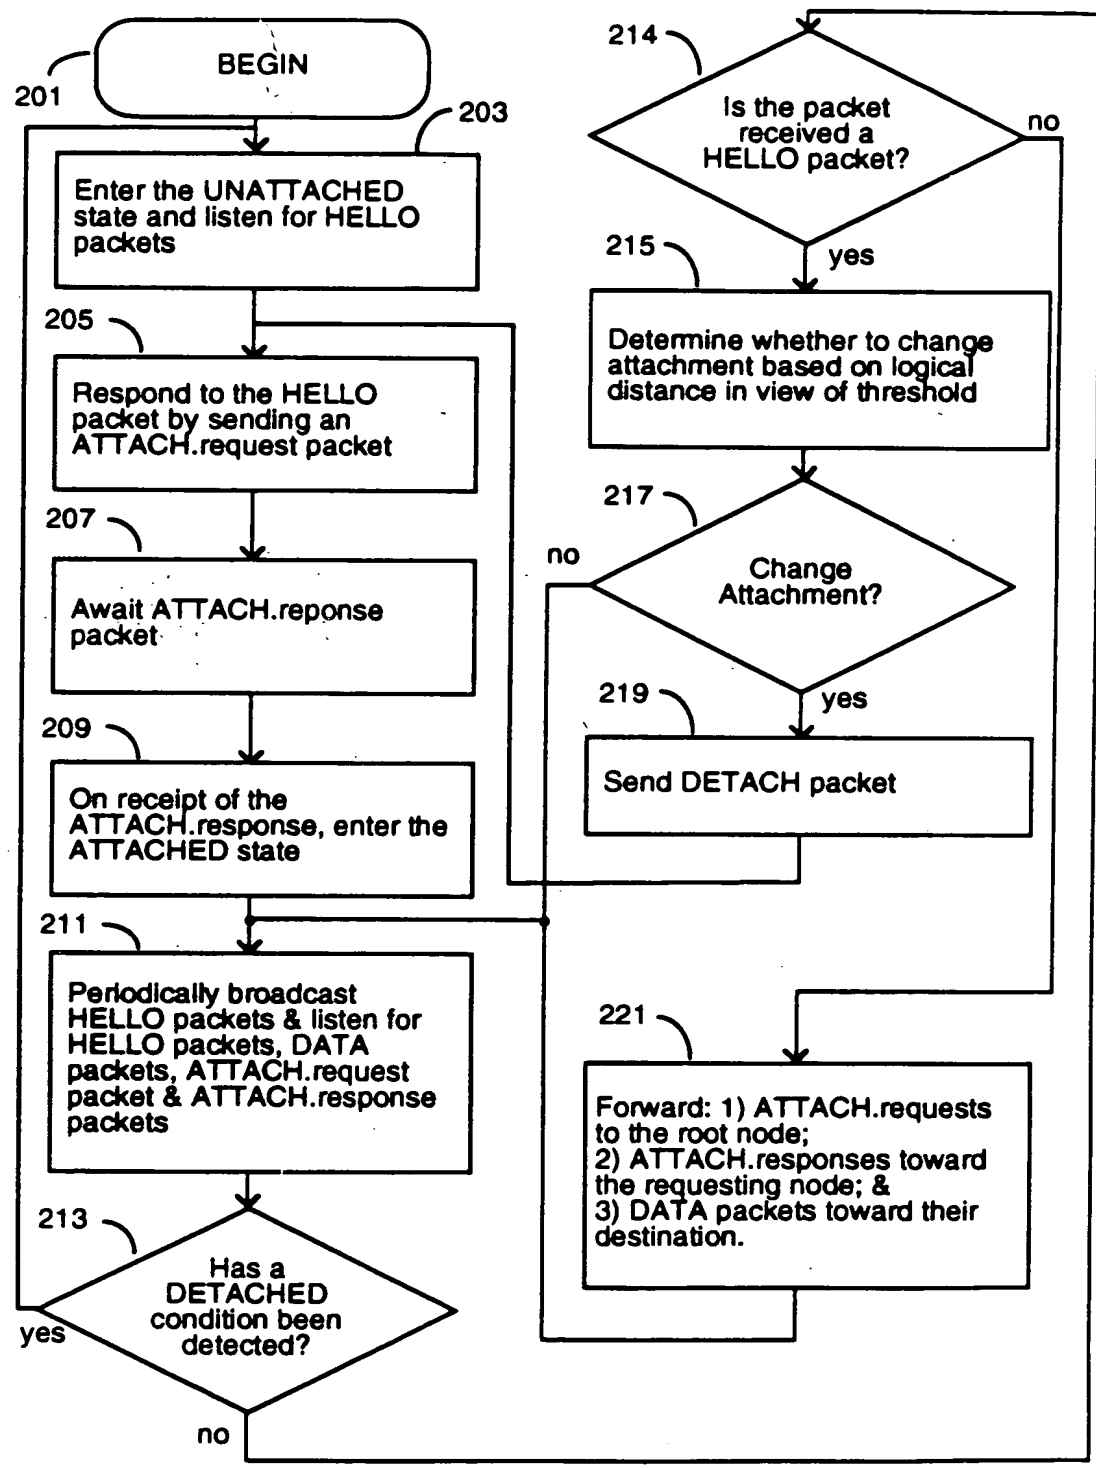 201
BEGIN
203
Enter the UNATTACHED
state and listen for HELLO
packets
205
Respond to the HELLO
packet by sending an
ATTACH.request packet
207
Await ATTACH.reponse
packet
209
On receipt of the
ATTACH.response, enter the
ATTACHED state
211
Periodically broadcast
HELLO packets & listen for
HELLO packets, DATA
packets, ATTACH.request
packet & ATTACH.response
packets
213
Has a
DETACHED
condition been
detected?
yes
no
214
Is the packet
received a
HELLO packet?
no
yes
215
Determine whether to change
attachment based on logical
distance in view of threshold
217
no
Change
Attachment?
yes
219
Send DETACH packet
221
Forward: 1) ATTACH.requests
to the root node;
2) ATTACH.responses toward
the requesting node; &
3) DATA packets toward their
destination.